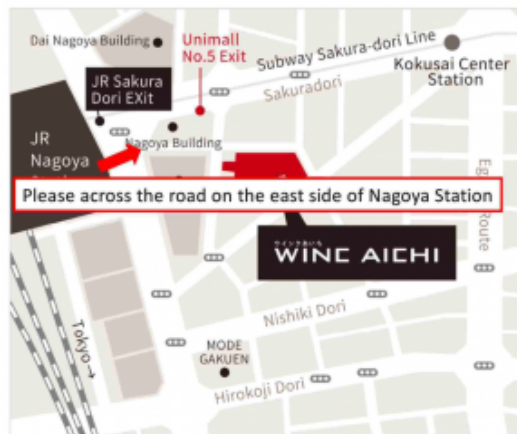 Dai Nagoya Building
Unimall
No.5 Exit
Subway Sakura-dori Line
Kokusai Center
Station
JR Sakura
Dori EXit
Sakuradori
JR
Nagoya
Nagoya Building
Please across the road on the east side of Nagoya Station
Route
ウインクあいち
WINC AICHI
Nishiki Dori
Tokyo→
MODE
GAKUEN
Hirokoji Dori